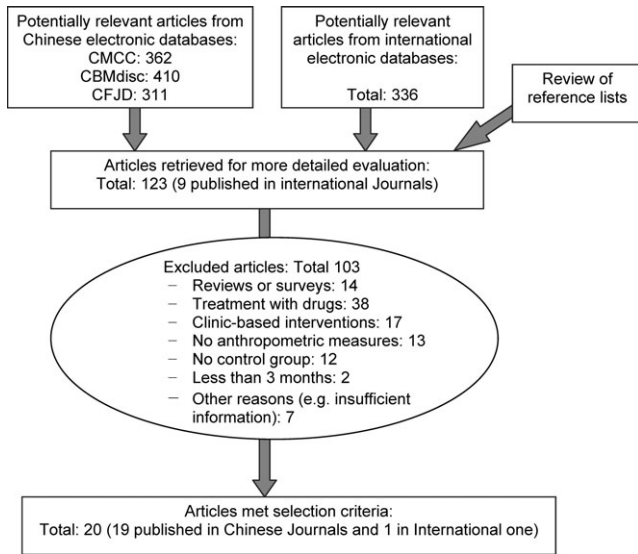 Potentially relevant articles from
Chinese electronic databases:
CMCC: 362
CBMdisc: 410
CFJD: 311
Potentially relevant
articles from international
electronic databases:
Total: 336
Review of
reference lists
Articles retrieved for more detailed evaluation:
Total: 123 (9 published in international Journals)
Excluded articles: Total 103
– Reviews or surveys: 14
– Treatment with drugs: 38
– Clinic-based interventions: 17
– No anthropometric measures: 13
– No control group: 12
– Less than 3 months: 2
– Other reasons (e.g. insufficient
information): 7
Articles met selection criteria:
Total: 20 (19 published in Chinese Journals and 1 in International one)